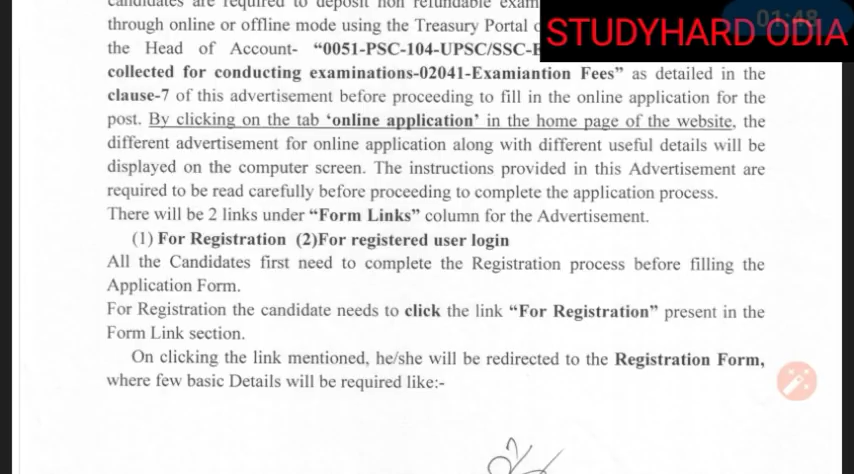 candidates are required to deposit non refundable exam
through online or offline mode using the Treasury Portal
the Head of Account- “0051-PSC-104-UPSC/SSC-E
STUDYHARD ODIA
01:48
collected for conducting examinations-02041-Examiantion Fees” as detailed in the
clause-7 of this advertisement before proceeding to fill in the online application for the
post. By clicking on the tab ‘online application’ in the home page of the website, the
different advertisement for online application along with different useful details will be
displayed on the computer screen. The instructions provided in this Advertisement are
required to be read carefully before proceeding to complete the application process.
There will be 2 links under “Form Links” column for the Advertisement.
(1) For Registration (2)For registered user login
All the Candidates first need to complete the Registration process before filling the
Application Form.
For Registration the candidate needs to click the link “For Registration” present in the
Form Link section.
On clicking the link mentioned, he/she will be redirected to the Registration Form,
where few basic Details will be required like:-